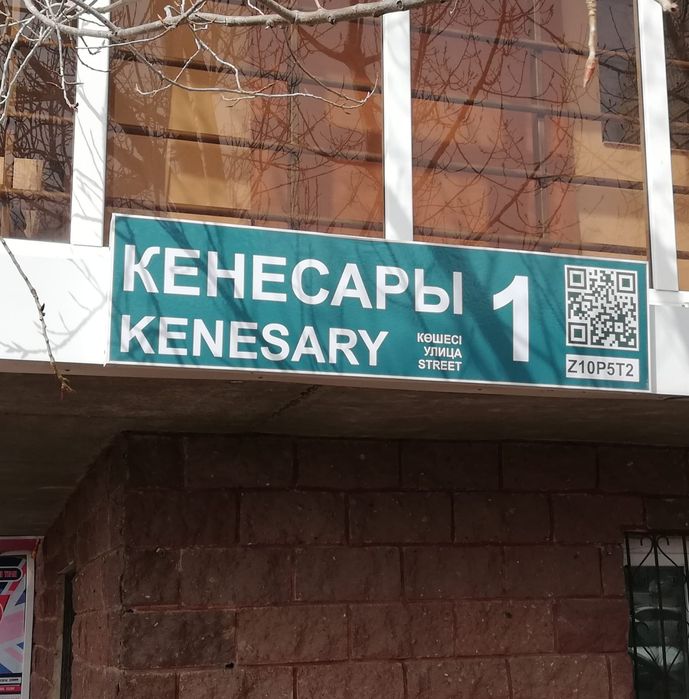 КЕНЕСАРЫ
KENESARY
КӨШЕСІ
УЛИЦА
STREET
1
Z10P5T2